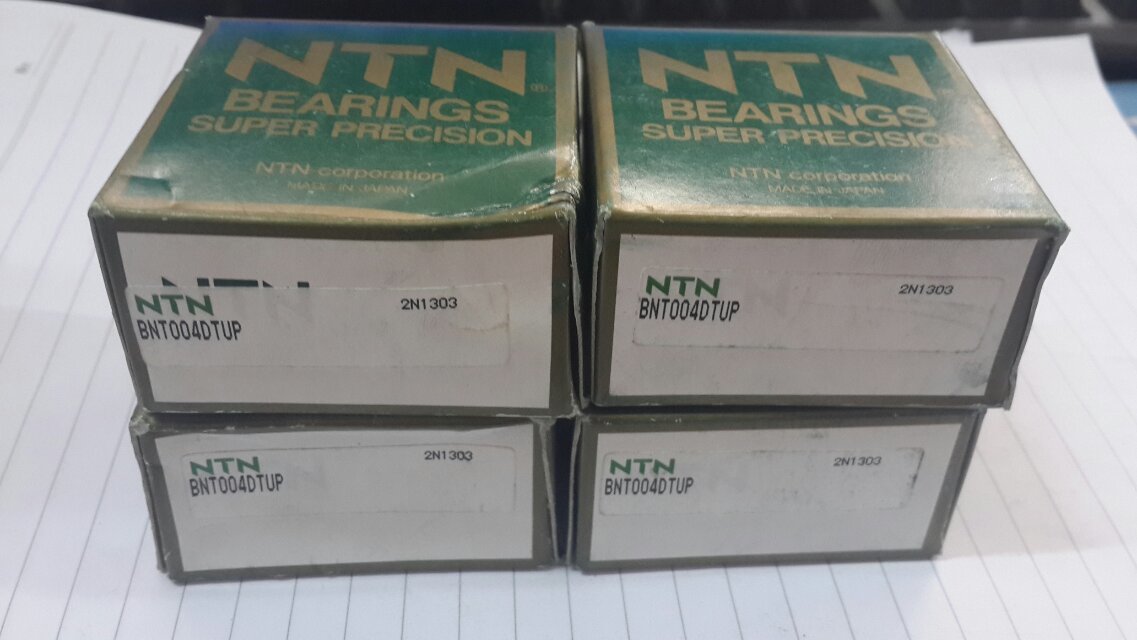 NTN®
BEARINGS
SUPER PRECISION
NTN corporation
MADE IN JAPAN
NTN®
BEARINGS
SUPER PRECISION
NTN corporation
MADE IN JAPAN
NTN
NTN 2N1303
BNT004DTUP
NTN 2N1303
BNT004DTUP
NTN 2N1303
BNT004DTUP
NTN 2N1303
BNT004DTUP